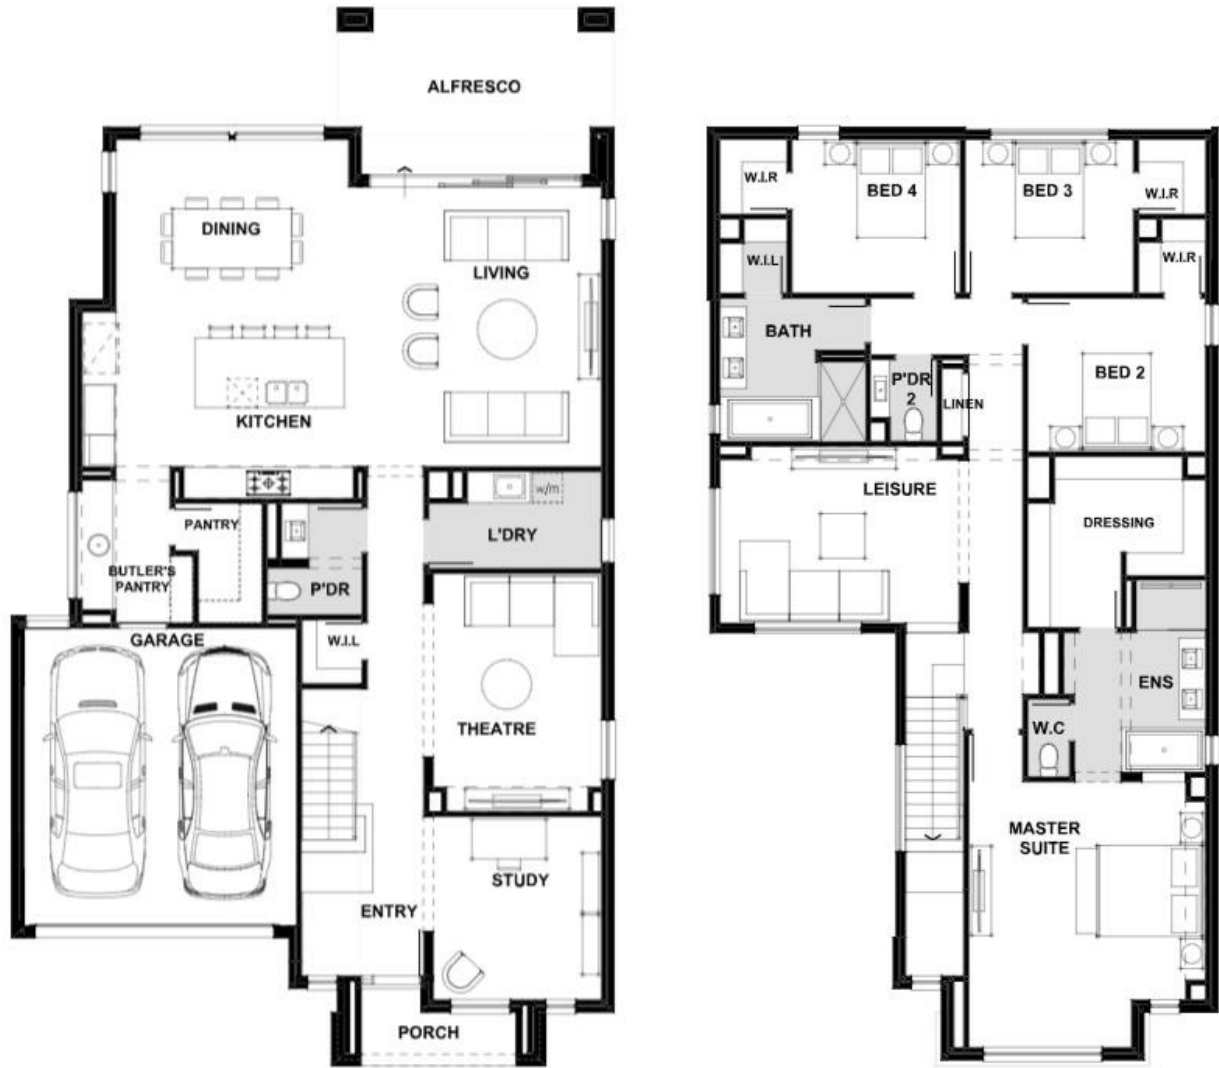 ALFRESCO
DINING
LIVING
KITCHEN
PANTRY
w/m
L'DRY
BUTLER'S
PANTRY
P'DR
GARAGE
W.I.L
THEATRE
STUDY
ENTRY
PORCH
W.I.R
BED 4
BED 3
W.I.R
W.I.L
W.I.R
BATH
P'DR
2
LINEN
BED 2
LEISURE
DRESSING
ENS
W.C
MASTER
SUITE